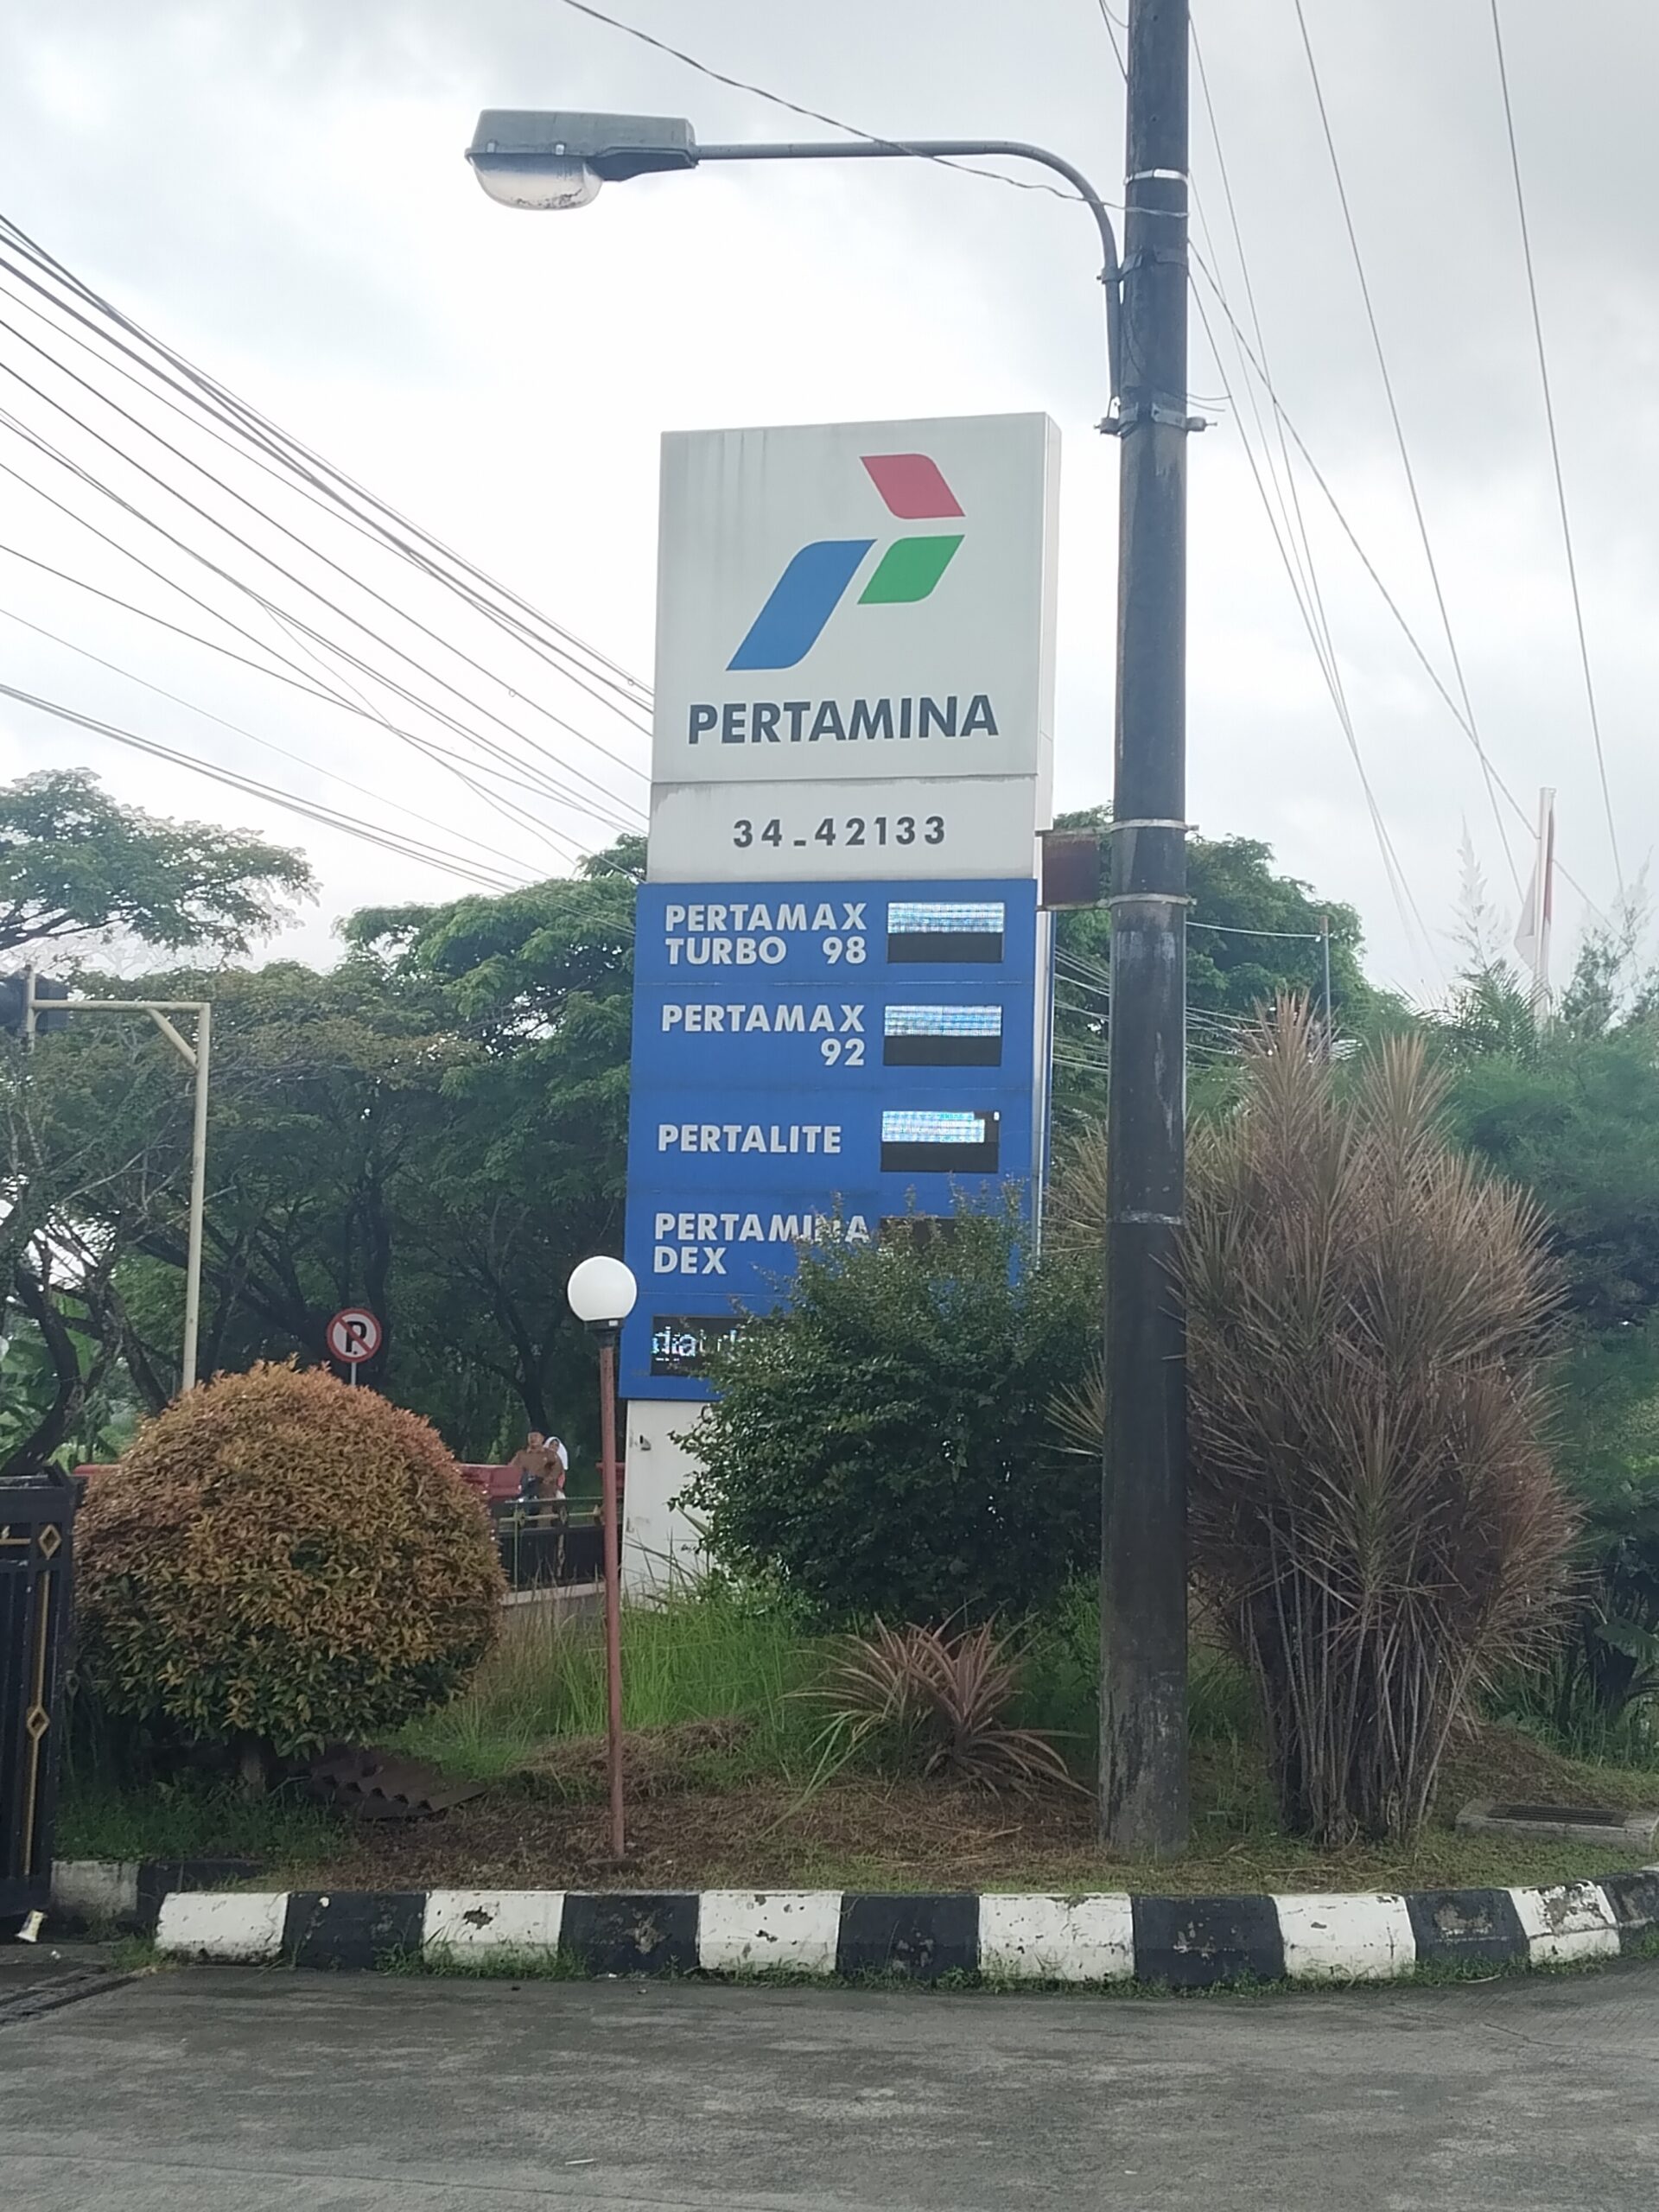 PERTAMINA
34-42133
PERTAMAX
TURBO 98
PERTAMAX
92
PERTALITE
PERTAMINA
DEX
P